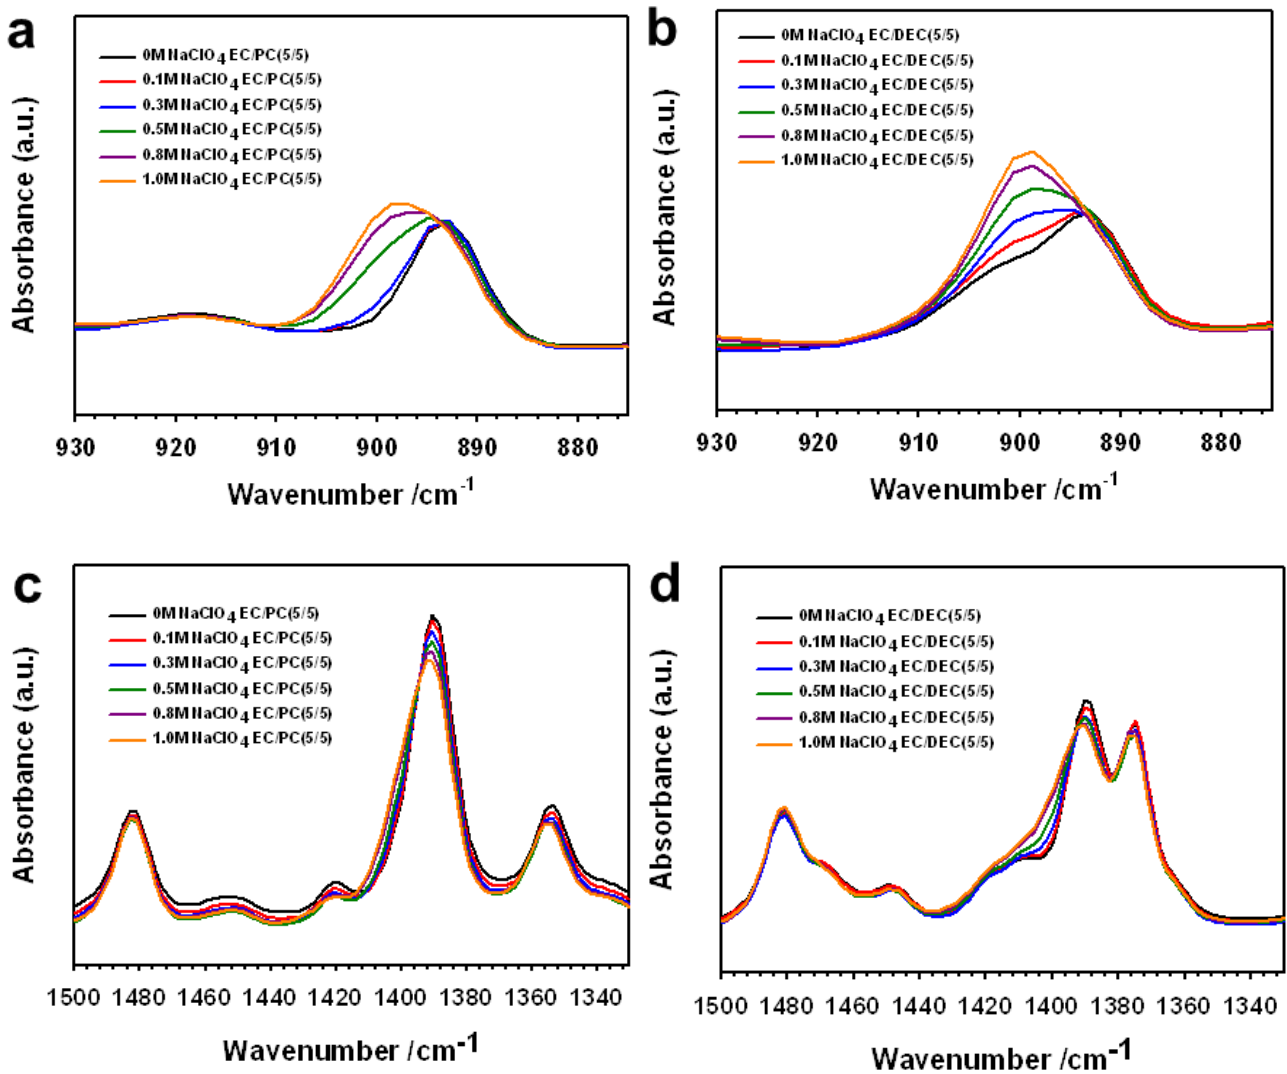 a
0M NaClO4 EC/PC(5/5)
0.1M NaClO4 EC/PC(5/5)
0.3M NaClO4 EC/PC(5/5)
0.5M NaClO4 EC/PC(5/5)
0.8M NaClO4 EC/PC(5/5)
1.0M NaClO4 EC/PC(5/5)
Absorbance (a.u.)
930 920 910 900 890 880
Wavenumber /cm-1
b
0M NaClO4 EC/DEC(5/5)
0.1M NaClO4 EC/DEC(5/5)
0.3M NaClO4 EC/DEC(5/5)
0.5M NaClO4 EC/DEC(5/5)
0.8M NaClO4 EC/DEC(5/5)
1.0M NaClO4 EC/DEC(5/5)
Absorbance (a.u.)
930 920 910 900 890 880
Wavenumber /cm-1
c
0M NaClO4 EC/PC(5/5)
0.1M NaClO4 EC/PC(5/5)
0.3M NaClO4 EC/PC(5/5)
0.5M NaClO4 EC/PC(5/5)
0.8M NaClO4 EC/PC(5/5)
1.0M NaClO4 EC/PC(5/5)
Absorbance (a.u.)
1500 1480 1460 1440 1420 1400 1380 1360 1340
Wavenumber /cm-1
d
0M NaClO4 EC/DEC(5/5)
0.1M NaClO4 EC/DEC(5/5)
0.3M NaClO4 EC/DEC(5/5)
0.5M NaClO4 EC/DEC(5/5)
0.8M NaClO4 EC/DEC(5/5)
1.0M NaClO4 EC/DEC(5/5)
Absorbance (a.u.)
1500 1480 1460 1440 1420 1400 1380 1360 1340
Wavenumber /cm-1